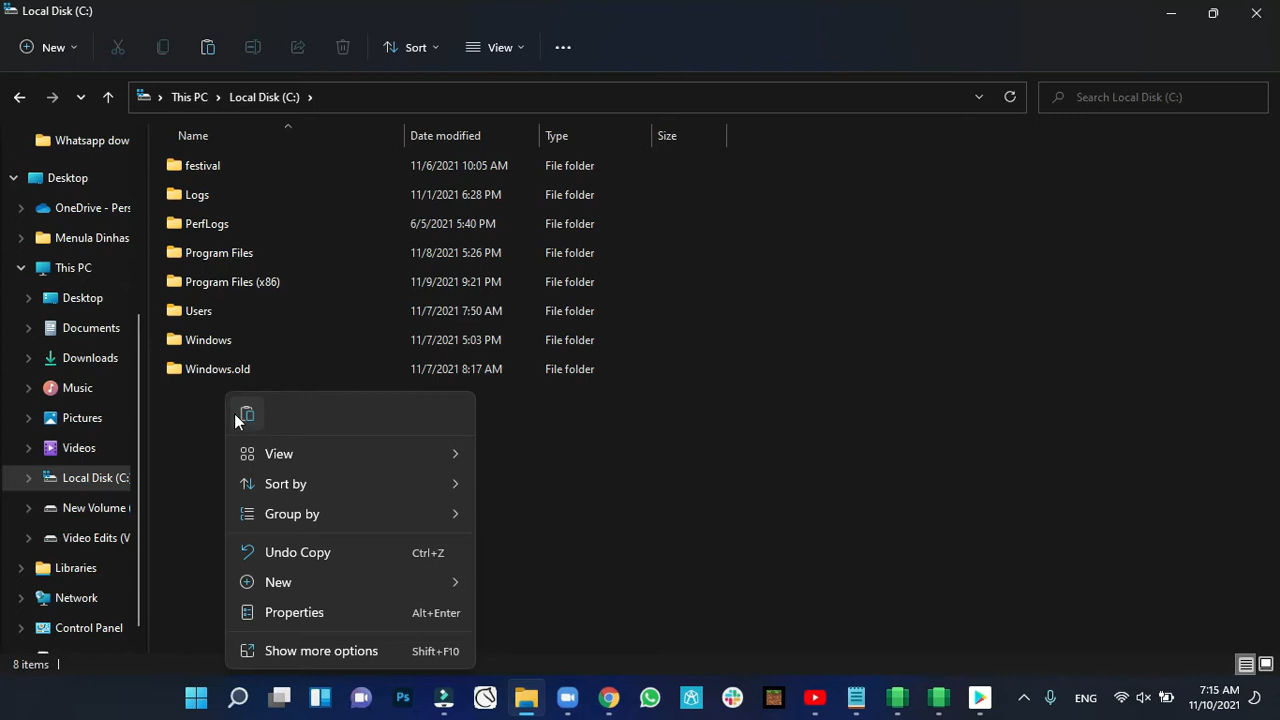 Local Disk (C:)
New
Sort
View
This PC
Local Disk (C:)
Search Local Disk (C:)
Name
Date modified
Type
Size
festival 11/6/2021 10:05 AM File folder
Logs 11/1/2021 6:28 PM File folder
PerfLogs 6/5/2021 5:40 PM File folder
Program Files 11/8/2021 5:26 PM File folder
Program Files (x86) 11/9/2021 9:21 PM File folder
Users 11/7/2021 7:50 AM File folder
Windows 11/7/2021 5:03 PM File folder
Windows.old 11/7/2021 8:17 AM File folder
Whatsapp dow
Desktop
OneDrive - Pers
Menula Dinhas
This PC
Desktop
Documents
Downloads
Music
Pictures
Videos
Local Disk (C:
New Volume (
Video Edits (V
Libraries
Network
Control Panel
View
Sort by
Group by
Undo Copy Ctrl+Z
New
Properties Alt+Enter
Show more options Shift+F10
8 items
Ps
ENG
7:15 AM
11/10/2021